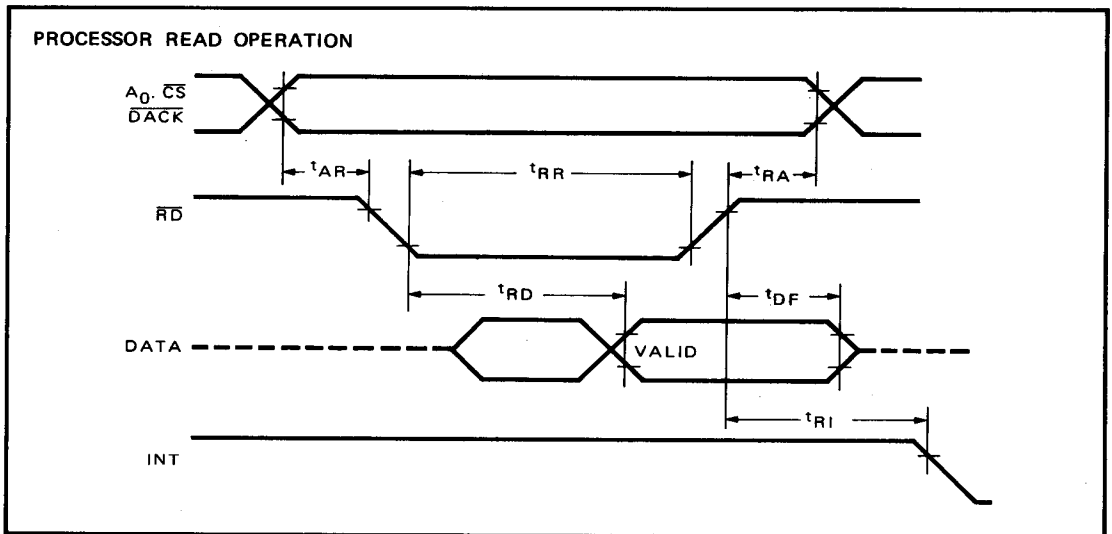 PROCESSOR READ OPERATION
A0. CS
DACK
tAR
tRR
tRA
RD
tRD
tDF
DATA
VALID
tRI
INT